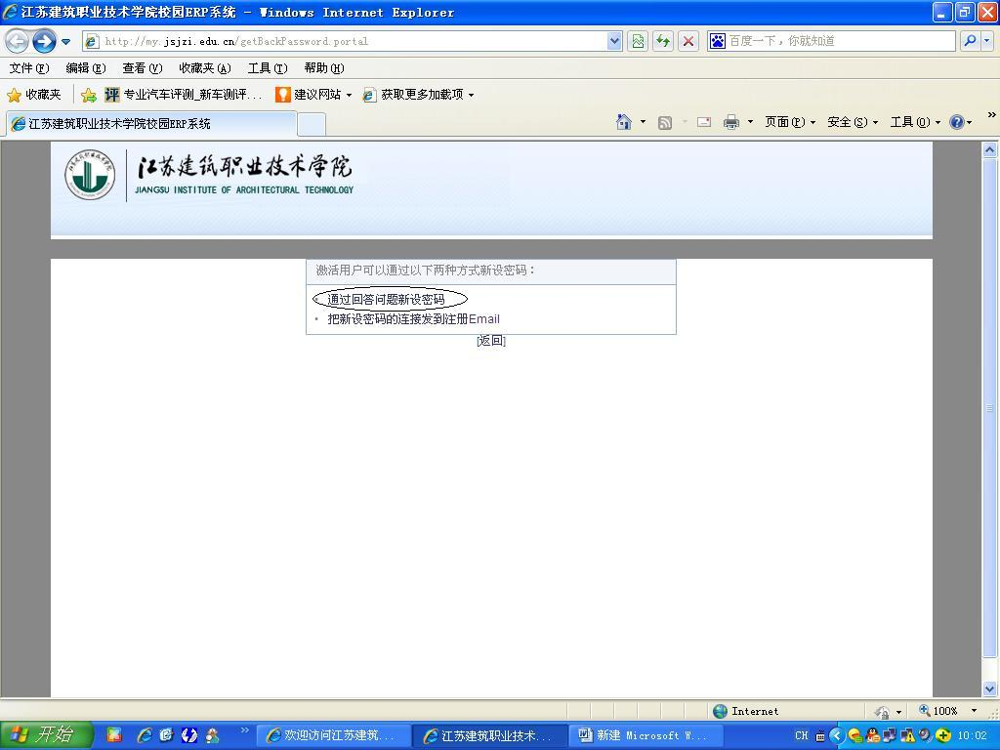 江苏建筑职业技术学院校园ERP系统 - Windows Internet Explorer
http://my.jsjzi.edu.cn/getBackPassword.portal
百度一下，你就知道
文件(F) 编辑(E) 查看(V) 收藏夹(A) 工具(T) 帮助(H)
收藏夹 评 专业汽车评测_新车测评... 建议网站 获取更多加载项
江苏建筑职业技术学院校园ERP系统
页面(P) 安全(S) 工具(O) »
江苏建筑职业技术学院
JIANGSU INSTITUTE OF ARCHITECTURAL TECHNOLOGY
激活用户可以通过以下两种方式新设密码：
• 通过回答问题新设密码
• 把新设密码的连接发到注册Email
[返回]
Internet 100%
开始 » 欢迎访问江苏建筑... 江苏建筑职业技术... 新建 Microsoft W... CH 10:02